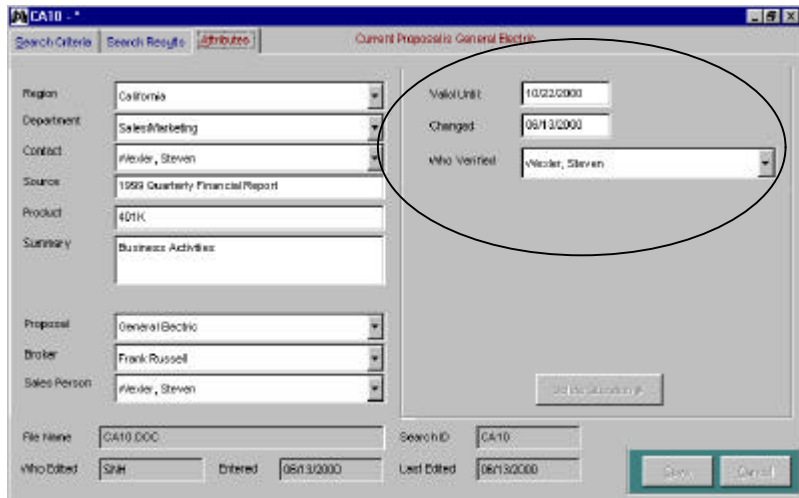 CA10 - *
Search Criteria Search Results Attributes Current Proposal is General Electric
Region California
Department Sales/Marketing
Contact Wexler, Steven
Source 1999 Quarterly Financial Report
Product 401K
Summary Business Activities
Proposal General Electric
Broker Frank Russell
Sales Person Wexler, Steven
Valid Until: 10/22/2000
Changed 06/13/2000
Who Verified Wexler, Steven
File Name CA10.DOC Search ID CA10
Who Edited SNH Entered 06/13/2000 Last Edited 06/13/2000
Save Cancel